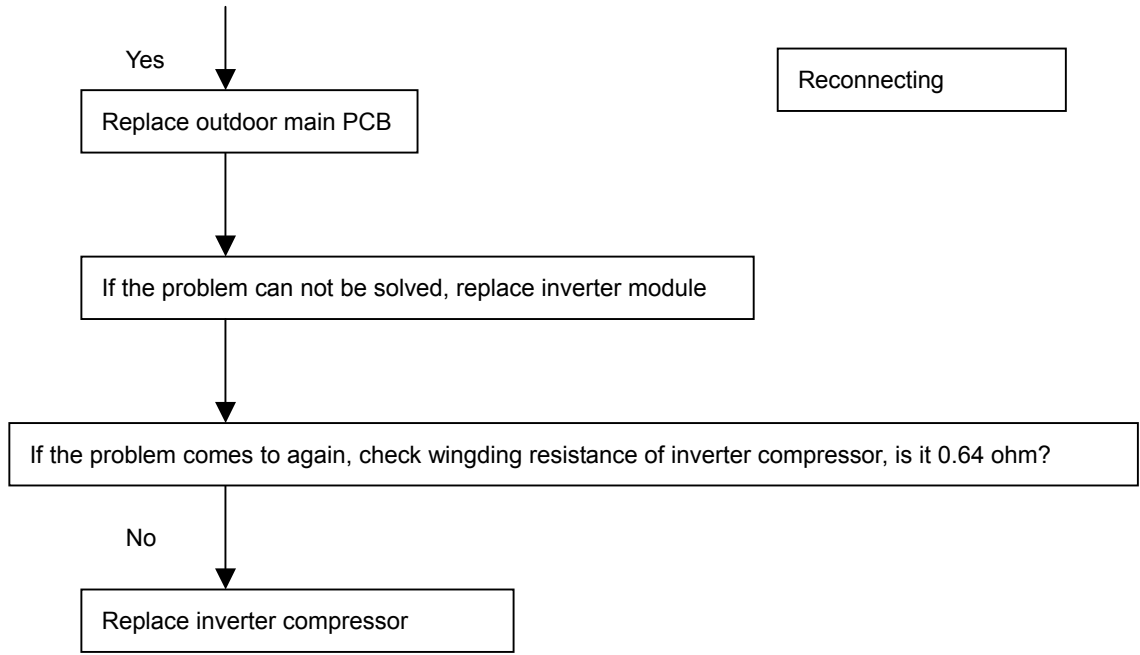 Yes
Reconnecting
Replace outdoor main PCB
If the problem can not be solved, replace inverter module
If the problem comes to again, check wingding resistance of inverter compressor, is it 0.64 ohm?
No
Replace inverter compressor